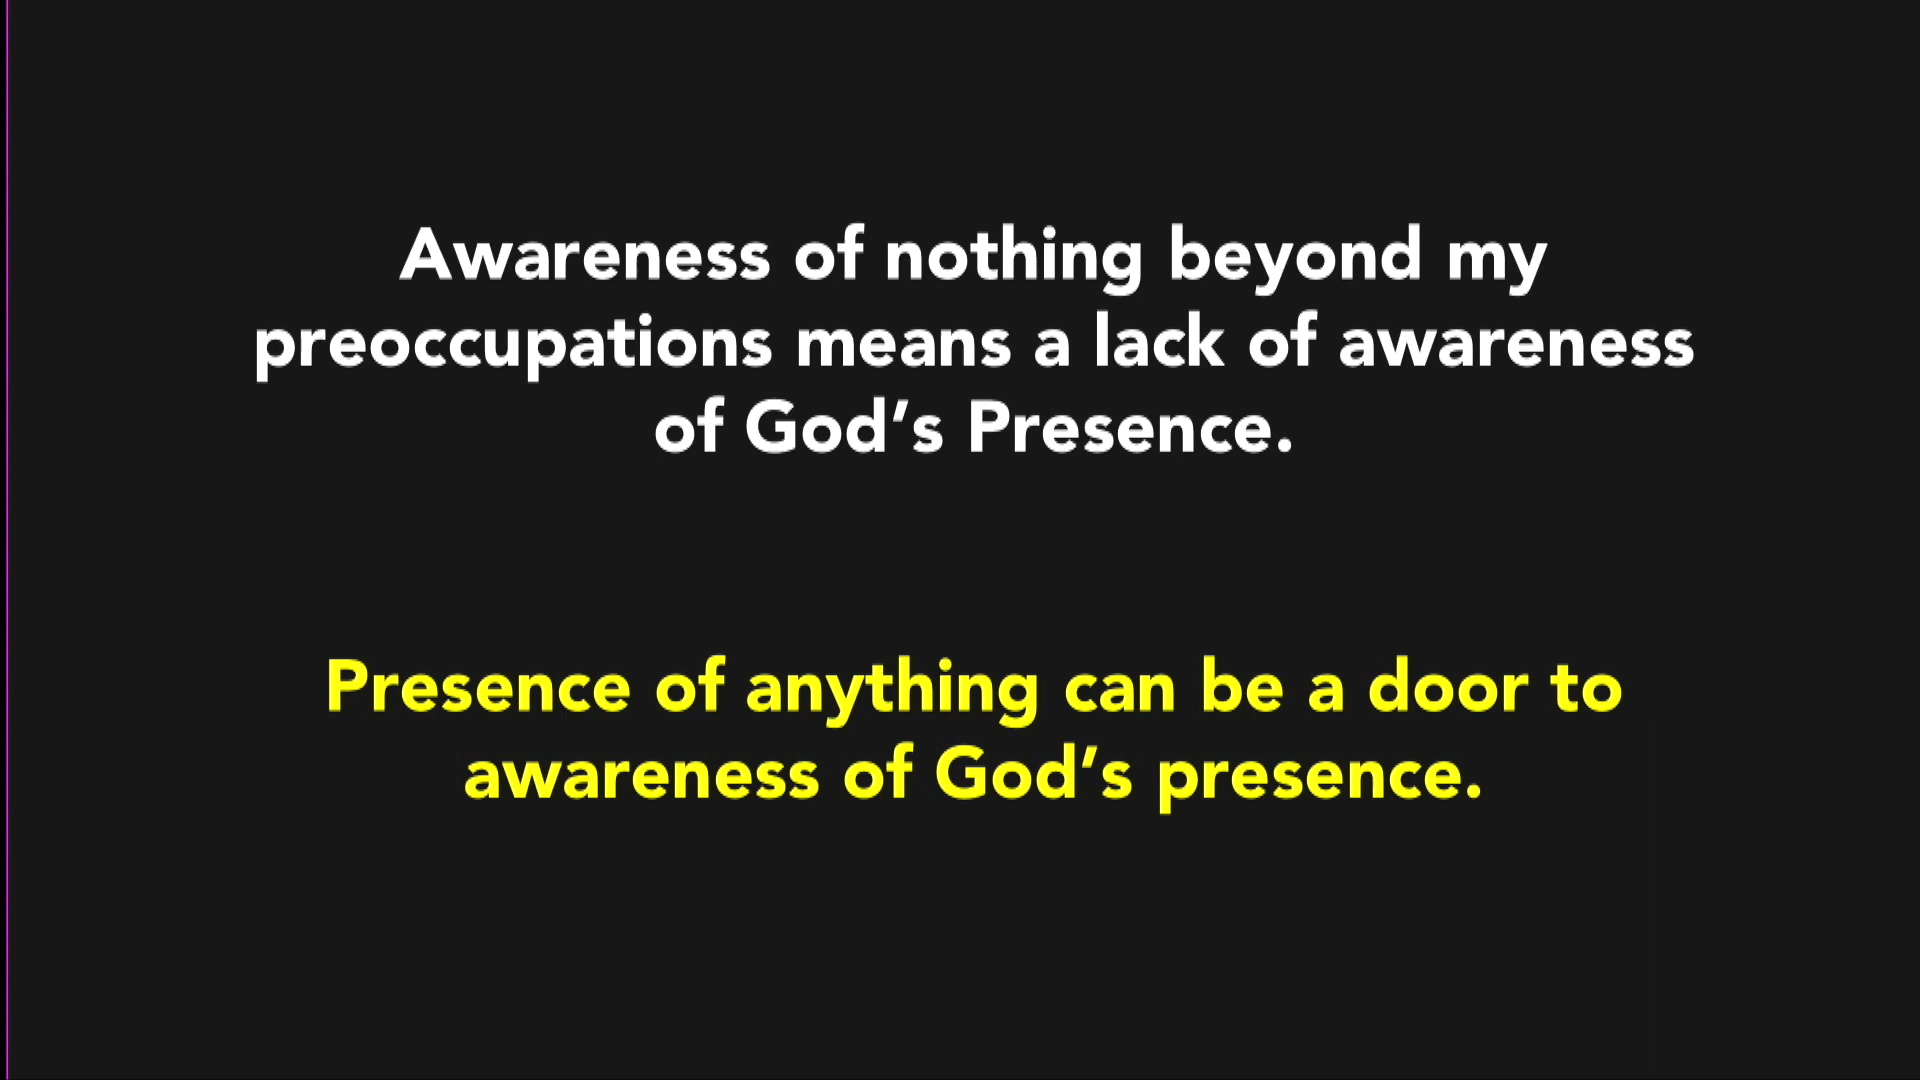 Awareness of nothing beyond my
preoccupations means a lack of awareness
of God’s Presence.
Presence of anything can be a door to
awareness of God’s presence.